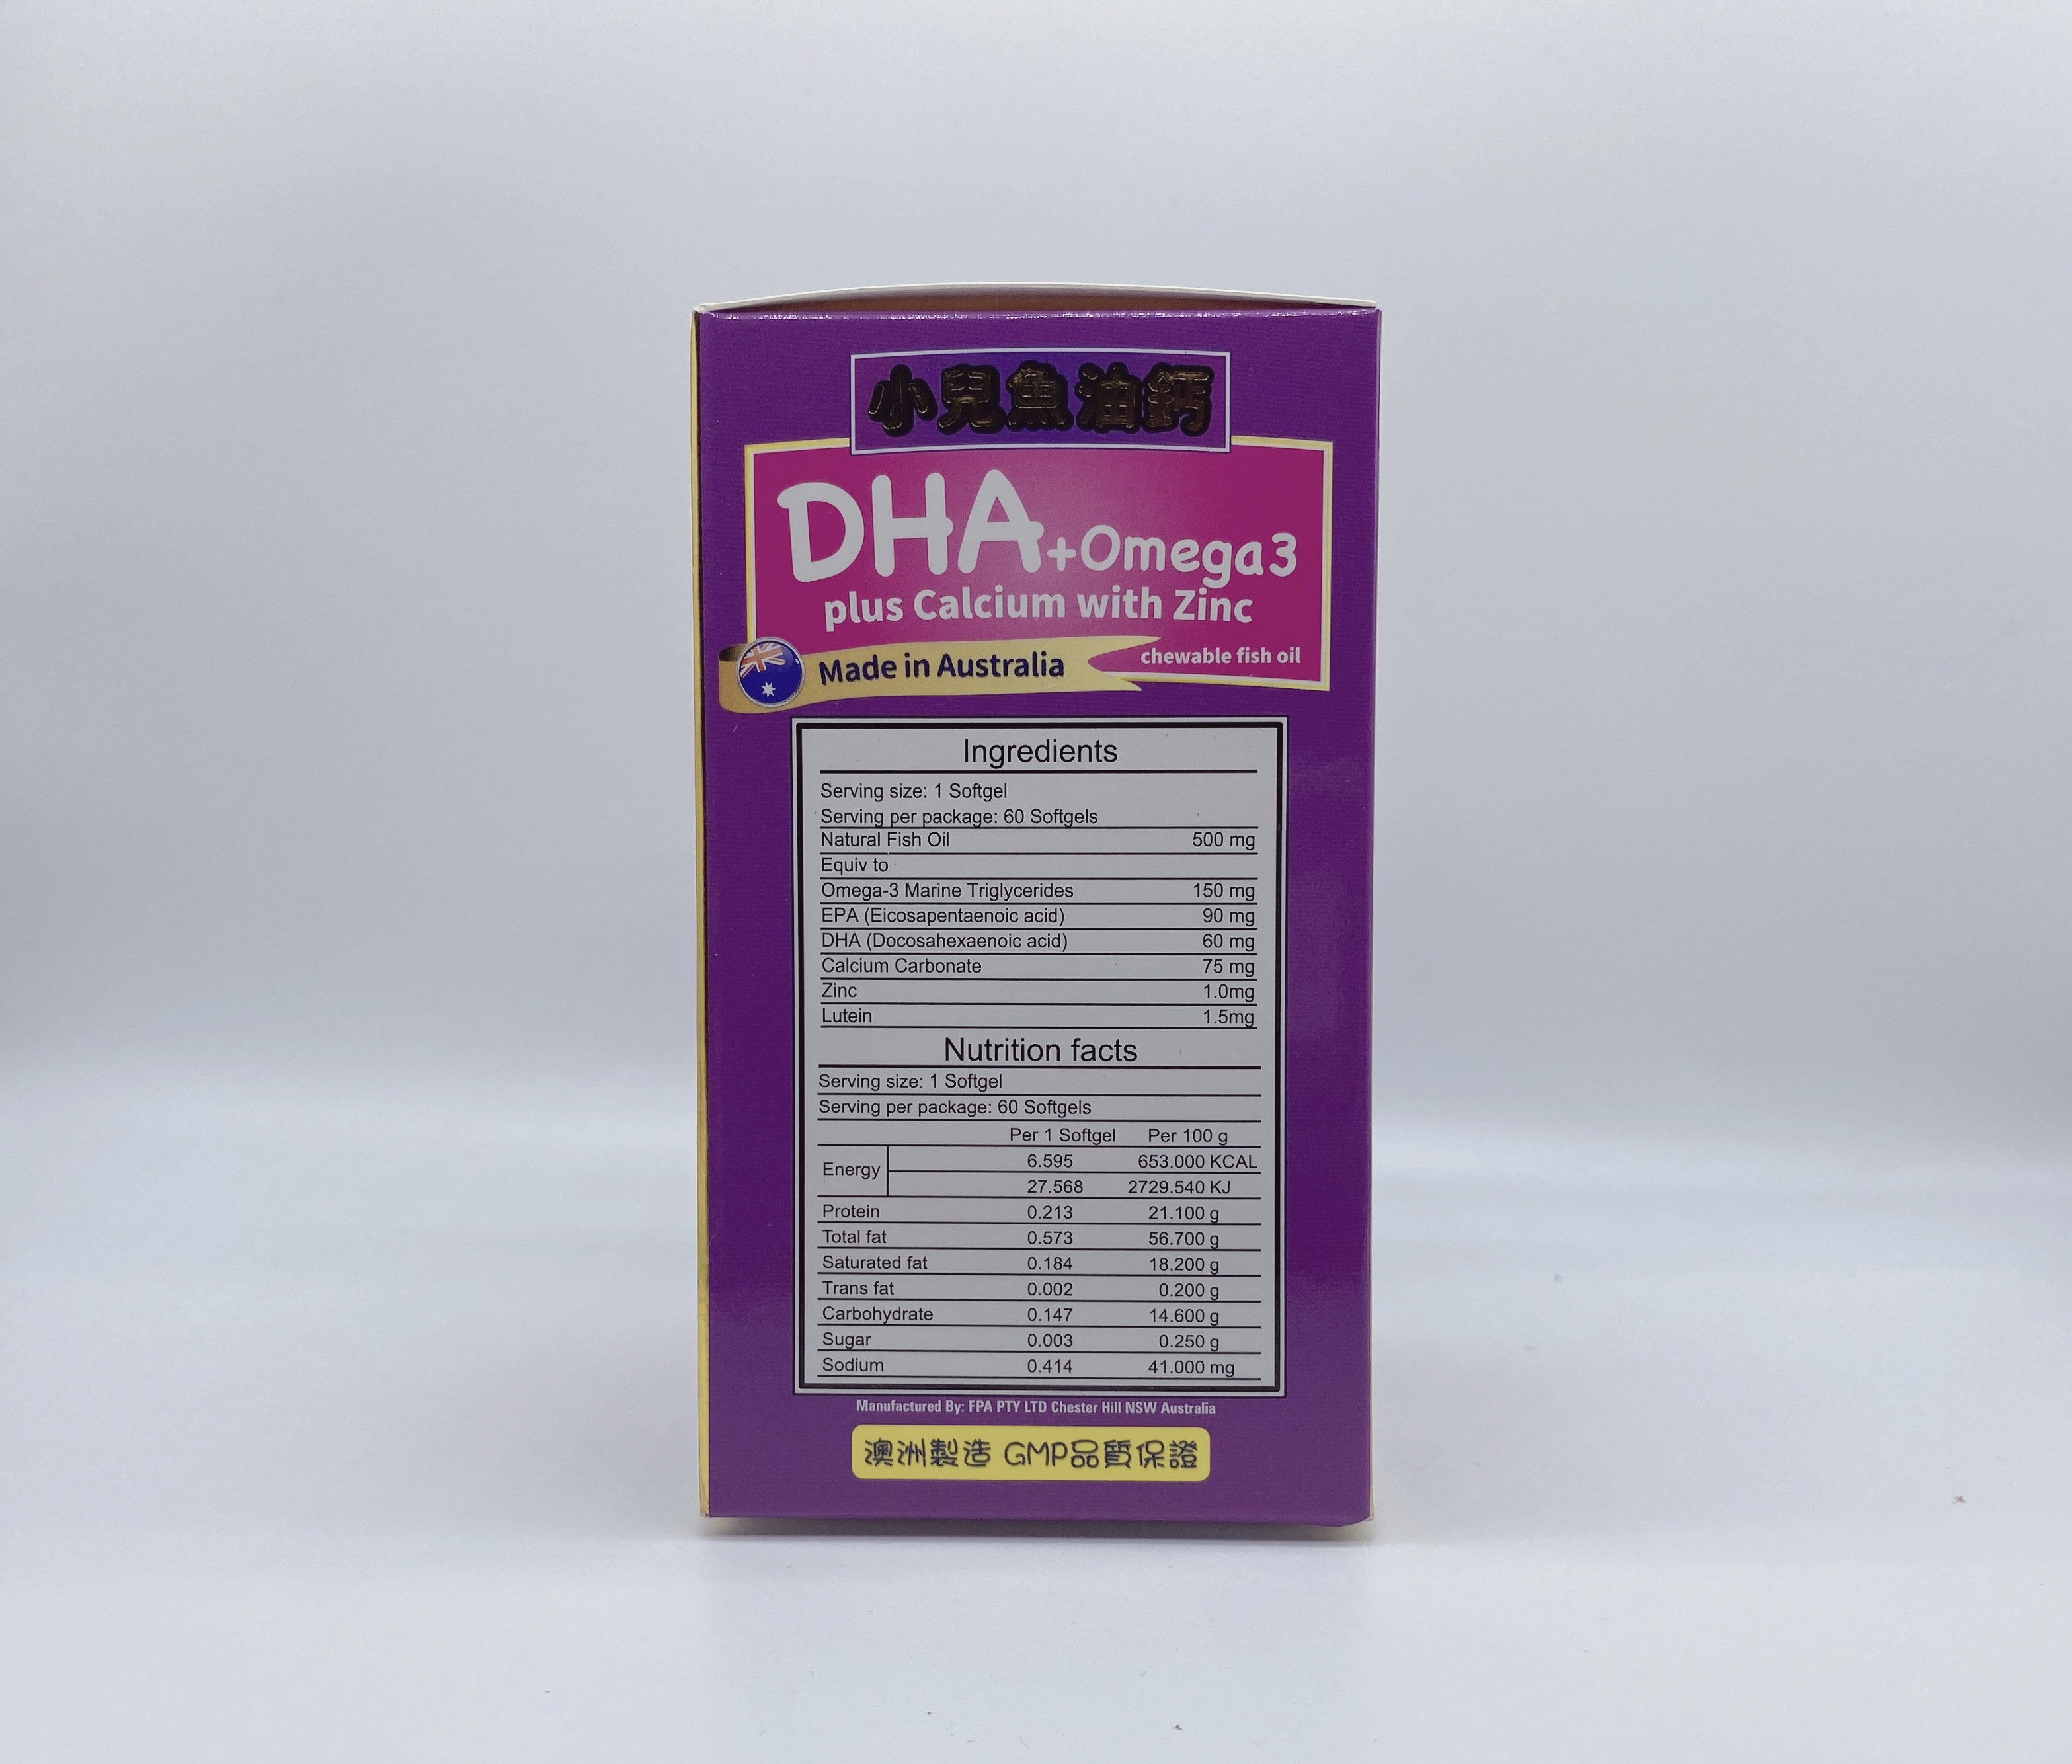 小兒魚油鈣
DHA+Omega3
plus Calcium with Zinc
Made in Australia
chewable fish oil
Ingredients
Serving size: 1 Softgel
Serving per package: 60 Softgels
Natural Fish Oil 500 mg
Equiv to
Omega-3 Marine Triglycerides 150 mg
EPA (Eicosapentaenoic acid) 90 mg
DHA (Docosahexaenoic acid) 60 mg
Calcium Carbonate 75 mg
Zinc 1.0mg
Lutein 1.5mg
Nutrition facts
Serving size: 1 Softgel
Serving per package: 60 Softgels
Per 1 Softgel Per 100 g
Energy 6.595 653.000 KCAL
27.568 2729.540 KJ
Protein 0.213 21.100 g
Total fat 0.573 56.700 g
Saturated fat 0.184 18.200 g
Trans fat 0.002 0.200 g
Carbohydrate 0.147 14.600 g
Sugar 0.003 0.250 g
Sodium 0.414 41.000 mg
Manufactured By: FPA PTY LTD Chester Hill NSW Australia
澳洲製造 GMP品質保證